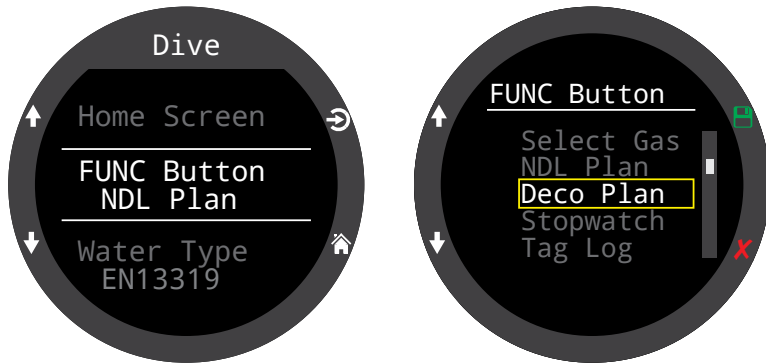 Dive
Home Screen
FUNC Button
NDL Plan
Water Type
EN13319
FUNC Button
Select Gas
NDL Plan
Deco Plan
Stopwatch
Tag Log